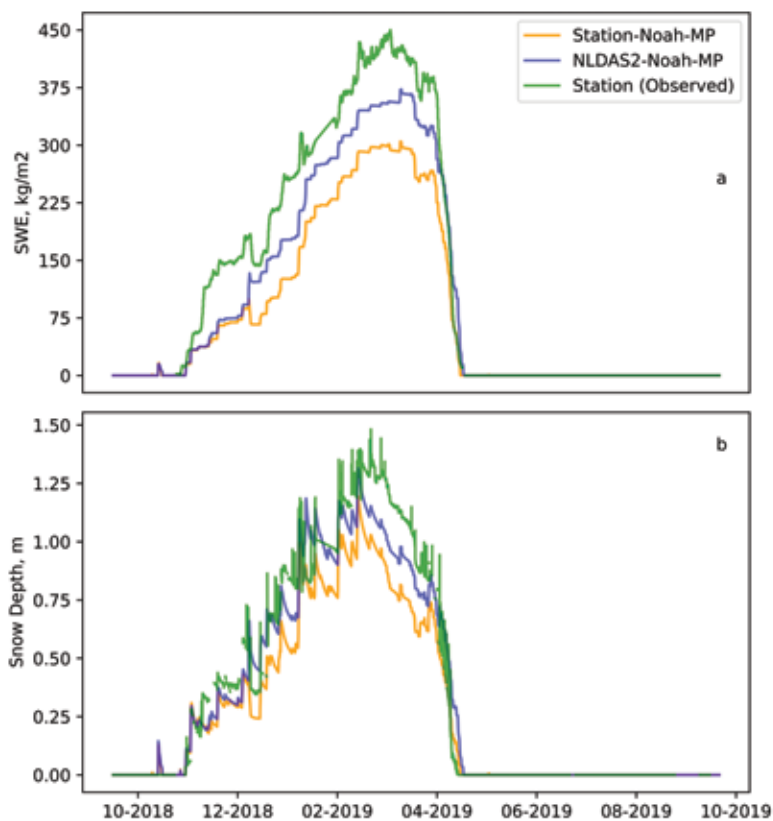 450
375
300
225
150
75
0
SWE, kg/m2
Station-Noah-MP
NLDAS2-Noah-MP
Station (Observed)
a
1.50
1.25
1.00
0.75
0.50
0.25
0.00
Snow Depth, m
b
10-2018 12-2018 02-2019 04-2019 06-2019 08-2019 10-2019